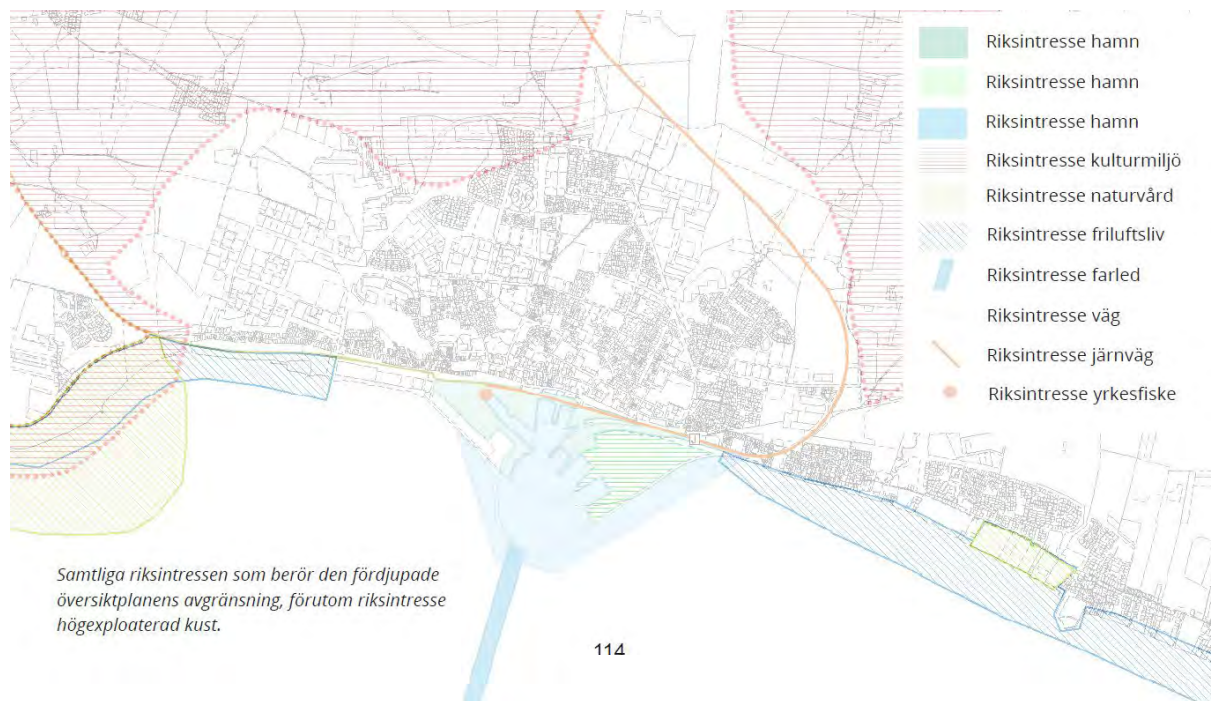 Riksintresse hamn
Riksintresse hamn
Riksintresse hamn
Riksintresse kulturmiljö
Riksintresse naturvård
Riksintresse friluftsliv
Riksintresse farled
Riksintresse väg
Riksintresse järnväg
Riksintresse yrkesfiske
Samtliga riksintressen som berör den fördjupade
översiktplanens avgränsning, förutom riksintresse
högexploaterad kust.
114